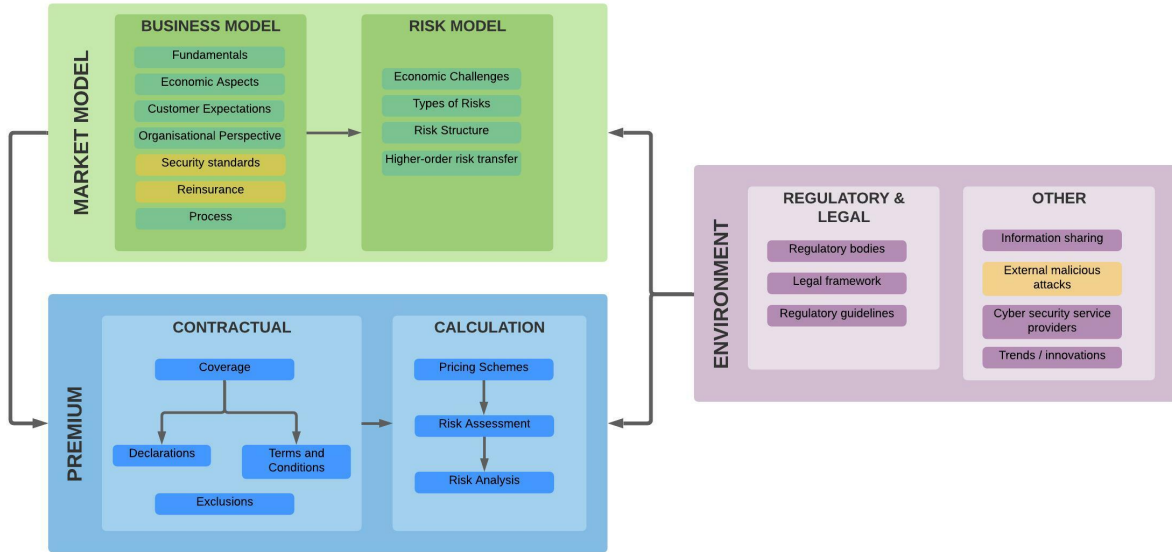 MARKET MODEL
BUSINESS MODEL
Fundamentals
Economic Aspects
Customer Expectations
Organisational Perspective
Security standards
Reinsurance
Process
RISK MODEL
Economic Challenges
Types of Risks
Risk Structure
Higher-order risk transfer
PREMIUM
CONTRACTUAL
Coverage
Declarations
Terms and
Conditions
Exclusions
CALCULATION
Pricing Schemes
Risk Assessment
Risk Analysis
ENVIRONMENT
REGULATORY &
LEGAL
Regulatory bodies
Legal framework
Regulatory guidelines
OTHER
Information sharing
External malicious
attacks
Cyber security service
providers
Trends / innovations